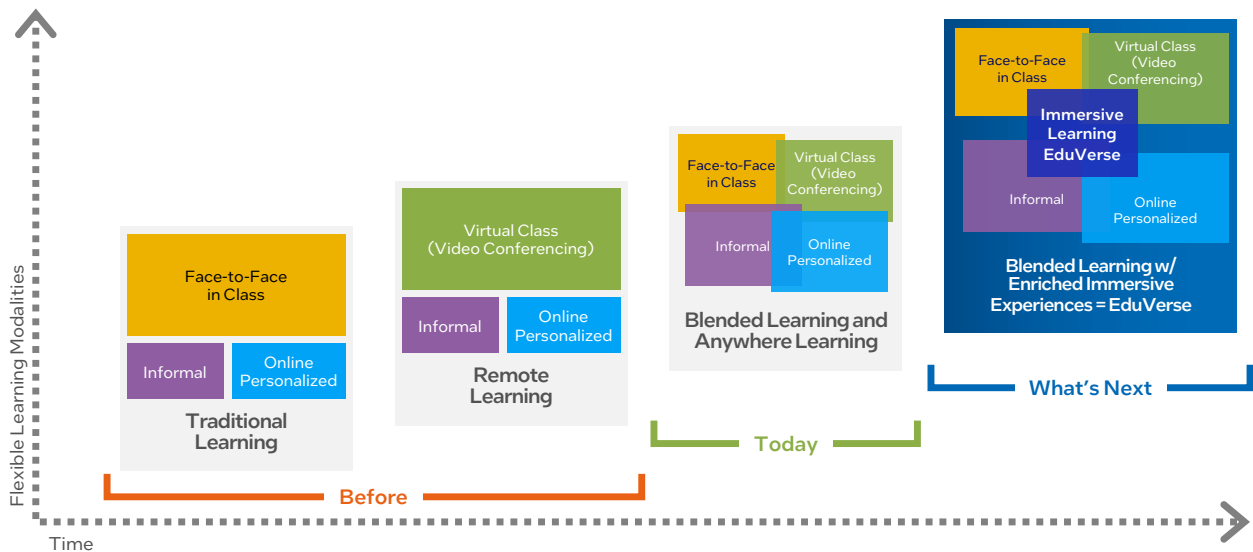 Flexible Learning Modalities
Time
Face-to-Face
in Class
Informal
Online
Personalized
Traditional
Learning
Virtual Class
(Video Conferencing)
Informal
Online
Personalized
Remote
Learning
Before
Face-to-Face
in Class
Virtual Class
(Video
Conferencing)
Informal
Online
Personalized
Blended Learning and
Anywhere Learning
Today
Face-to-Face
in Class
Virtual Class
(Video
Conferencing)
Immersive
Learning
EduVerse
Informal
Online
Personalized
Blended Learning w/
Enriched Immersive
Experiences = EduVerse
What's Next